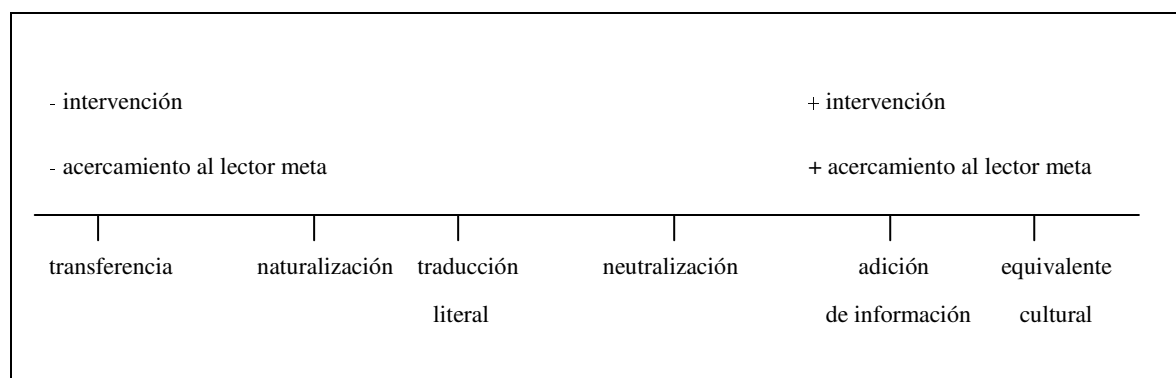 - intervención + intervención
- acercamiento al lector meta + acercamiento al lector meta
transferencia naturalización traducción neutralización adición equivalente
literal de información cultural